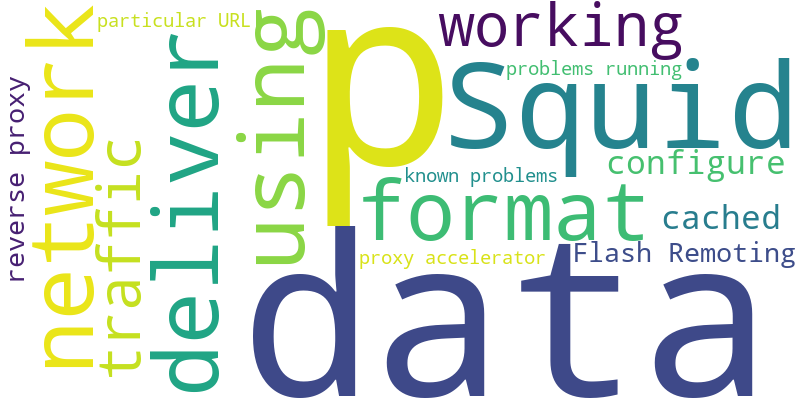 particular URL
working
p
using
network
deliver
Squid
problems running
reverse proxy
traffic
configure
known problems
format
cached
Flash Remoting
proxy accelerator
data